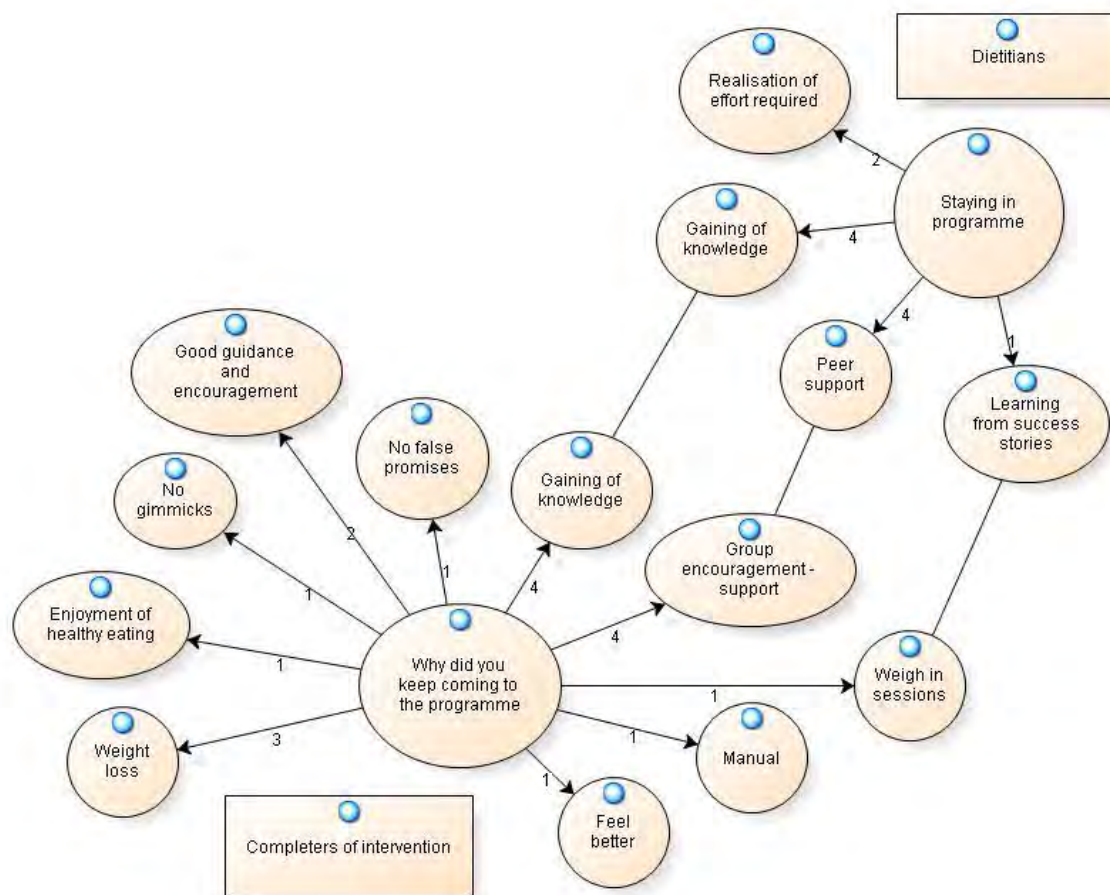 Dietitians
Realisation of
effort required
2
Staying in
programme
Gaining of
knowledge
4
4
1
Good guidance
and
encouragement
Peer
support
Learning
from success
stories
No false
promises
Gaining of
knowledge
No
gimmicks
2
Group
encouragement -
support
1
1
4
Enjoyment of
healthy eating
4
1
Why did you
keep coming to
the programme
Weigh in
sessions
1
Weight
loss
3
1
Manual
1
Feel
better
Completers of intervention